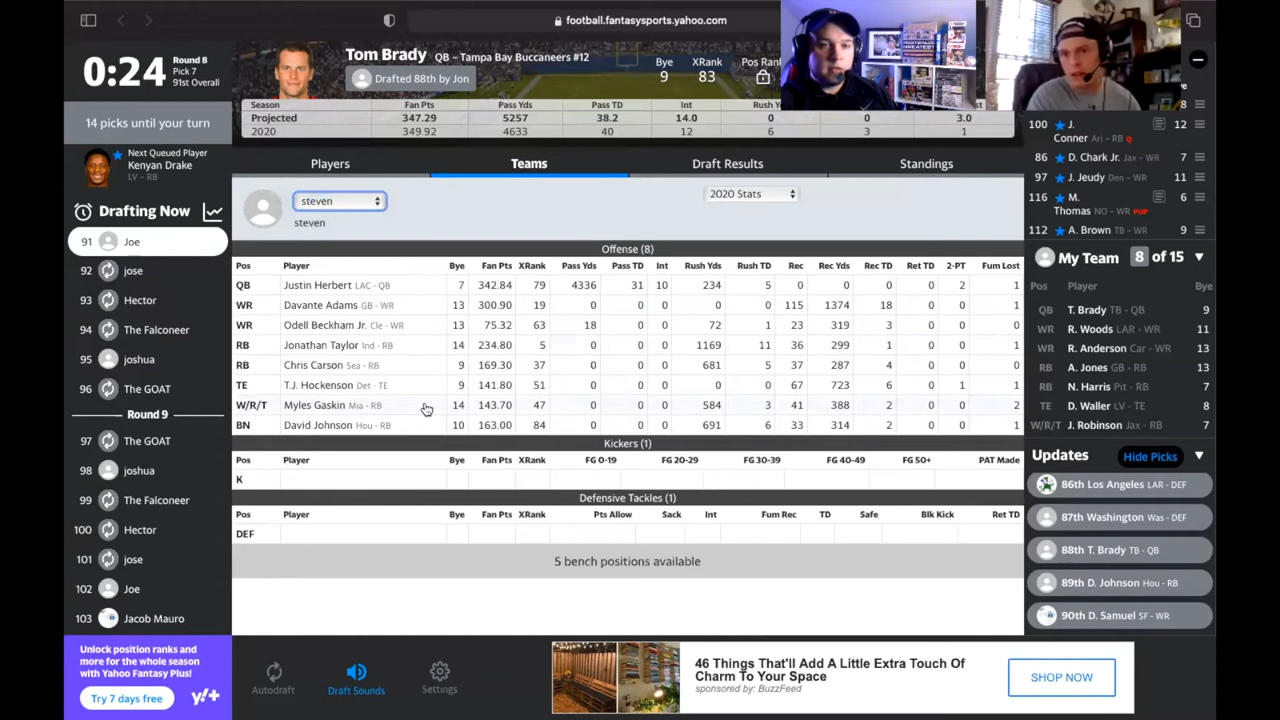 football.fantasysports.yahoo.com
0:24
Round 8
Pick 7
91st Overall
14 picks until your turn
Next Queued Player
Kenyan Drake
LV - RB
Drafting Now
91 Joe
92 jose
93 Hector
94 The Falconeer
95 joshua
96 The GOAT
Round 9
97 The GOAT
98 joshua
99 The Falconeer
100 Hector
101 jose
102 Joe
103 Jacob Mauro
Unlock position ranks and
more for the whole season
with Yahoo Fantasy Plus!
Try 7 days free
y!+
Tom Brady QB – Tampa Bay Buccaneers #12
Drafted 88th by Jon
Bye XRank Pos Rank
9 83
Season Fan Pts Pass Yds Pass TD Int Rush Yds
Projected 347.29 5257 38.2 14.0 0 0 3.0
2020 349.92 4633 40 12 6 3 1
Players Teams Draft Results Standings
steven
steven
2020 Stats
Offense (8)
Pos Player Bye Fan Pts XRank Pass Yds Pass TD Int Rush Yds Rush TD Rec Rec Yds Rec TD Ret TD 2-PT Fum Lost
QB Justin Herbert LAC - QB 7 342.84 79 4336 31 10 234 5 0 0 0 0 2 1
WR Davante Adams GB - WR 13 300.90 19 0 0 0 0 0 115 1374 18 0 0 1
WR Odell Beckham Jr. Cle - WR 13 75.32 63 18 0 0 72 1 23 319 3 0 0 0
RB Jonathan Taylor Ind - RB 14 234.80 5 0 0 0 1169 11 36 299 1 0 0 1
RB Chris Carson Sea - RB 9 169.30 37 0 0 0 681 5 37 287 4 0 0 1
TE T.J. Hockenson Det - TE 9 141.80 51 0 0 0 0 0 67 723 6 0 1 1
W/R/T Myles Gaskin Mia - RB 14 143.70 47 0 0 0 584 3 41 388 2 0 0 2
BN David Johnson Hou - RB 10 163.00 84 0 0 0 691 6 33 314 2 0 0 1
Kickers (1)
Pos Player Bye Fan Pts XRank FG 0-19 FG 20-29 FG 30-39 FG 40-49 FG 50+ PAT Made
K
Defensive Tackles (1)
Pos Player Bye Fan Pts XRank Pts Allow Sack Int Fum Rec TD Safe Blk Kick Ret TD
DEF
5 bench positions available
Autodraft
Draft Sounds
Settings
46 Things That'll Add A Little Extra Touch Of
Charm To Your Space
sponsored by: BuzzFeed
SHOP NOW
8
100 J. Conner Ari - RB Q 12
86 D. Chark Jr. Jax - WR 7
97 J. Jeudy Den - WR 11
116 M. Thomas NO - WR PUP 6
112 A. Brown TB - WR 9
My Team 8 of 15
Pos Player Bye
QB T. Brady TB - QB 9
WR R. Woods LAR - WR 11
WR R. Anderson Car - WR 13
RB A. Jones GB - RB 13
RB N. Harris Pit - RB 7
TE D. Waller LV - TE 8
W/R/T J. Robinson Jax - RB 7
Updates Hide Picks
86th Los Angeles LAR - DEF
87th Washington Was - DEF
88th T. Brady TB - QB
89th D. Johnson Hou - RB
90th D. Samuel SF - WR